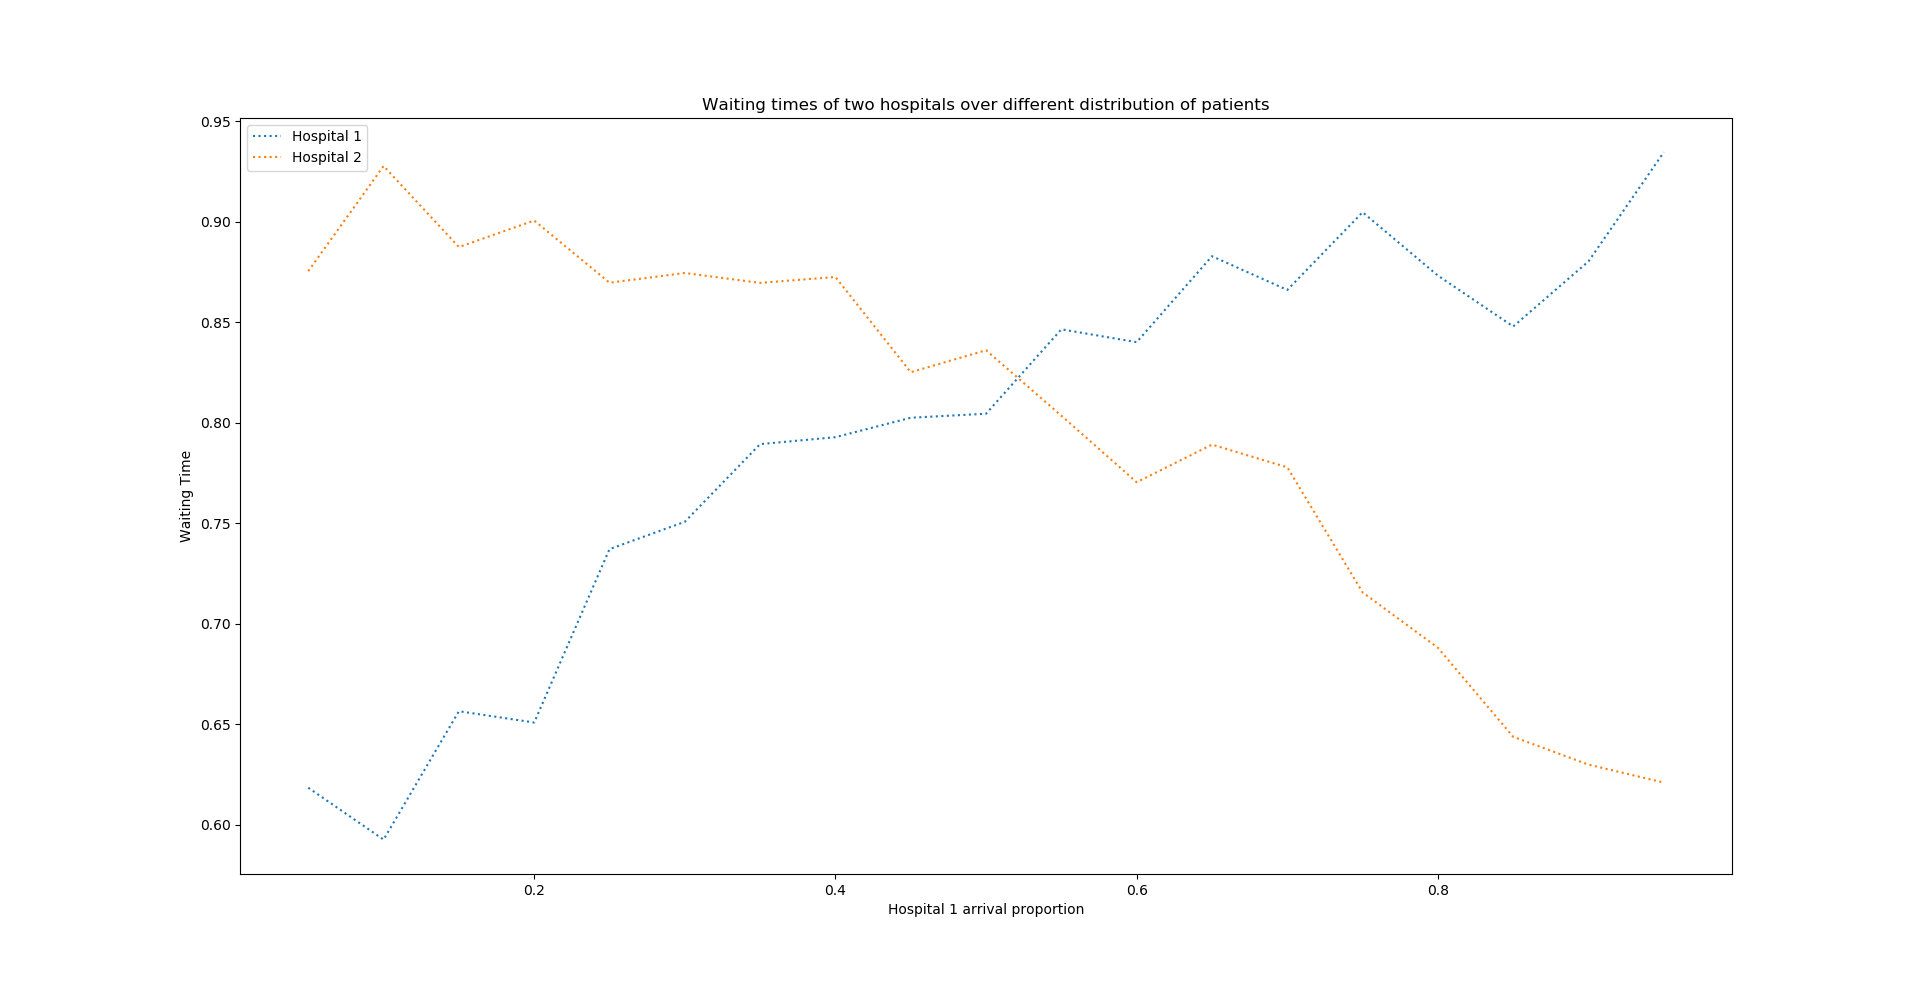 Waiting times of two hospitals over different distribution of patients
Hospital 1
Hospital 2
0.95
0.90
0.85
0.80
0.75
0.70
0.65
0.60
Waiting Time
0.2
0.4
0.6
0.8
Hospital 1 arrival proportion